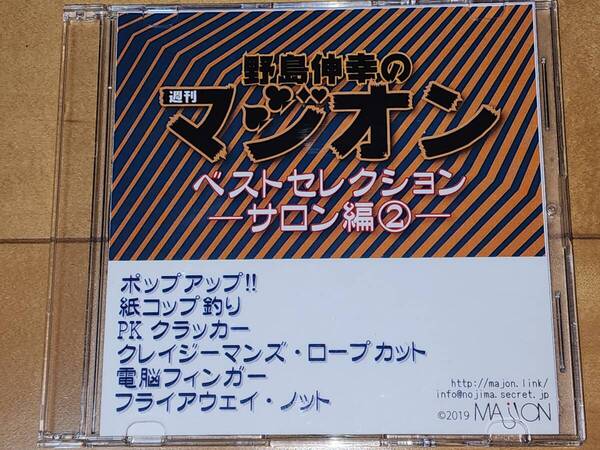 野島伸幸の
週刊
マジオン
ベストセレクション
—サロン編②—
ポップアップ!!
紙コップ釣り
PK クラッカー
クレイジーマンズ・ロープカット
電脳フィンガー
フライアウェイ・ノット
http://majon.link/
info@nojima.secret.jp
©2019 MAJION